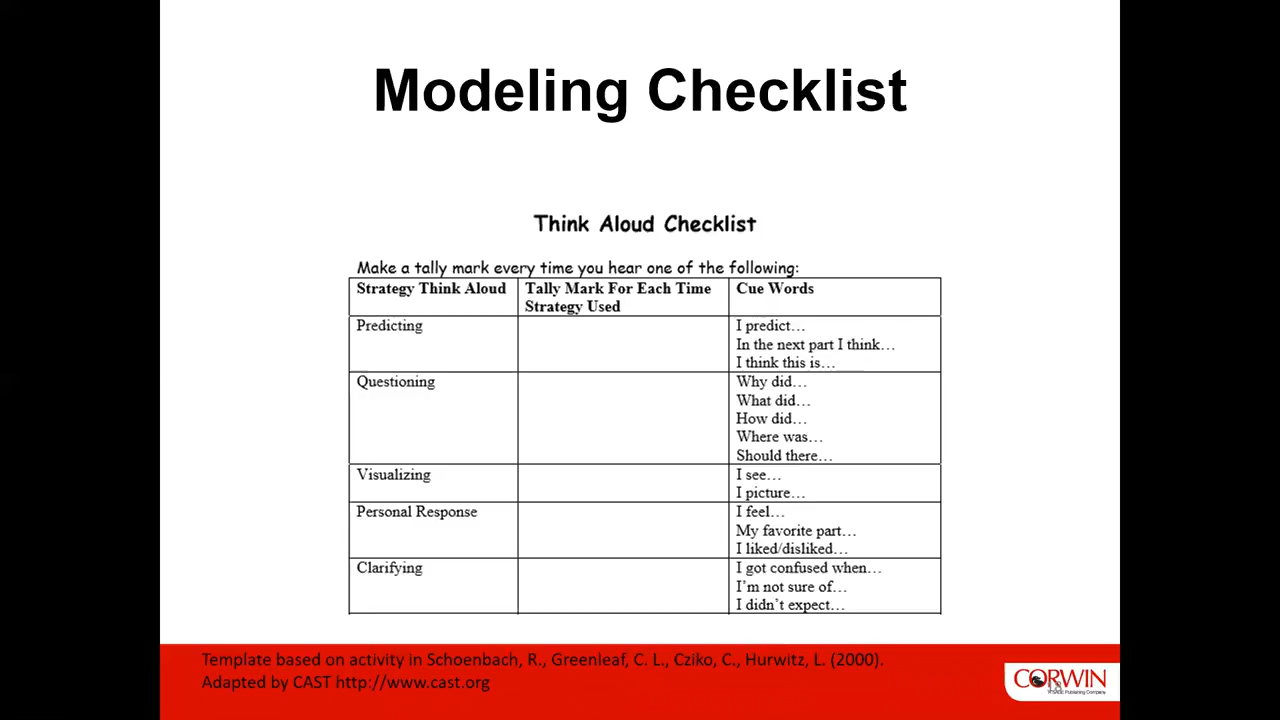 Modeling Checklist
Think Aloud Checklist
Make a tally mark every time you hear one of the following:
Strategy Think Aloud
Tally Mark For Each Time
Strategy Used
Cue Words
Predicting
I predict…
In the next part I think…
I think this is…
Questioning
Why did…
What did…
How did…
Where was…
Should there…
Visualizing
I see…
I picture…
Personal Response
I feel…
My favorite part…
I liked/disliked…
Clarifying
I got confused when…
I'm not sure of…
I didn't expect…
Template based on activity in Schoenbach, R., Greenleaf, C. L., Cziko, C., Hurwitz, L. (2000).
Adapted by CAST http://www.cast.org
CORWIN
Publishing Company